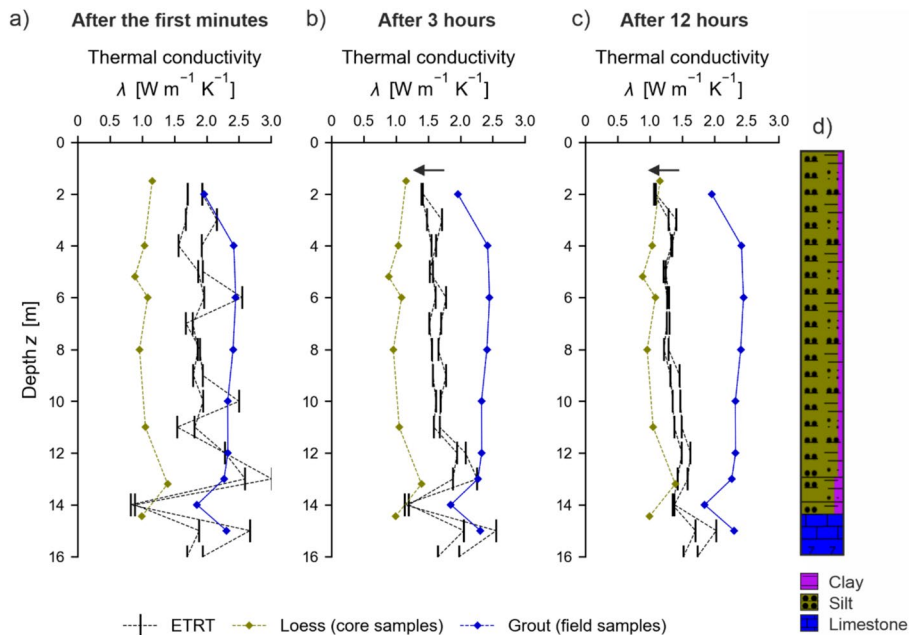 a) After the first minutes
Thermal conductivity
λ [W m⁻¹ K⁻¹]
0 0.5 1.0 1.5 2.0 2.5 3.0
0
2
4
6
8
10
12
14
16
Depth z [m]
b) After 3 hours
Thermal conductivity
λ [W m⁻¹ K⁻¹]
0 0.5 1.0 1.5 2.0 2.5 3.0
0
2
4
6
8
10
12
14
16
c) After 12 hours
Thermal conductivity
λ [W m⁻¹ K⁻¹]
0 0.5 1.0 1.5 2.0 2.5 3.0
0
2
4
6
8
10
12
14
16
d)
Clay
Silt
Limestone
ETRT Loess (core samples) Grout (field samples)